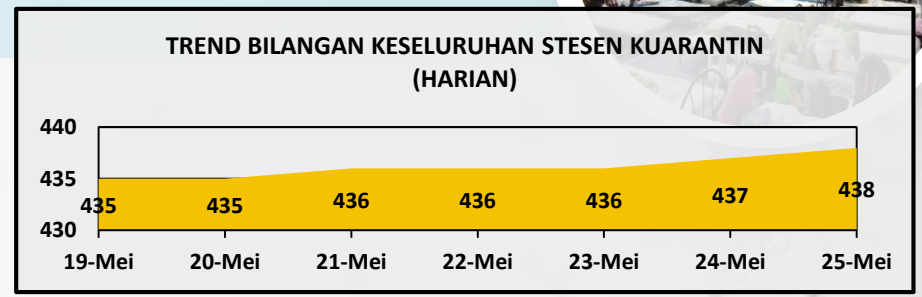 TREND BILANGAN KESELURUHAN STESEN KUARANTIN
(HARIAN)
440
435
430
435 435 436 436 436 437 438
19-Mei 20-Mei 21-Mei 22-Mei 23-Mei 24-Mei 25-Mei